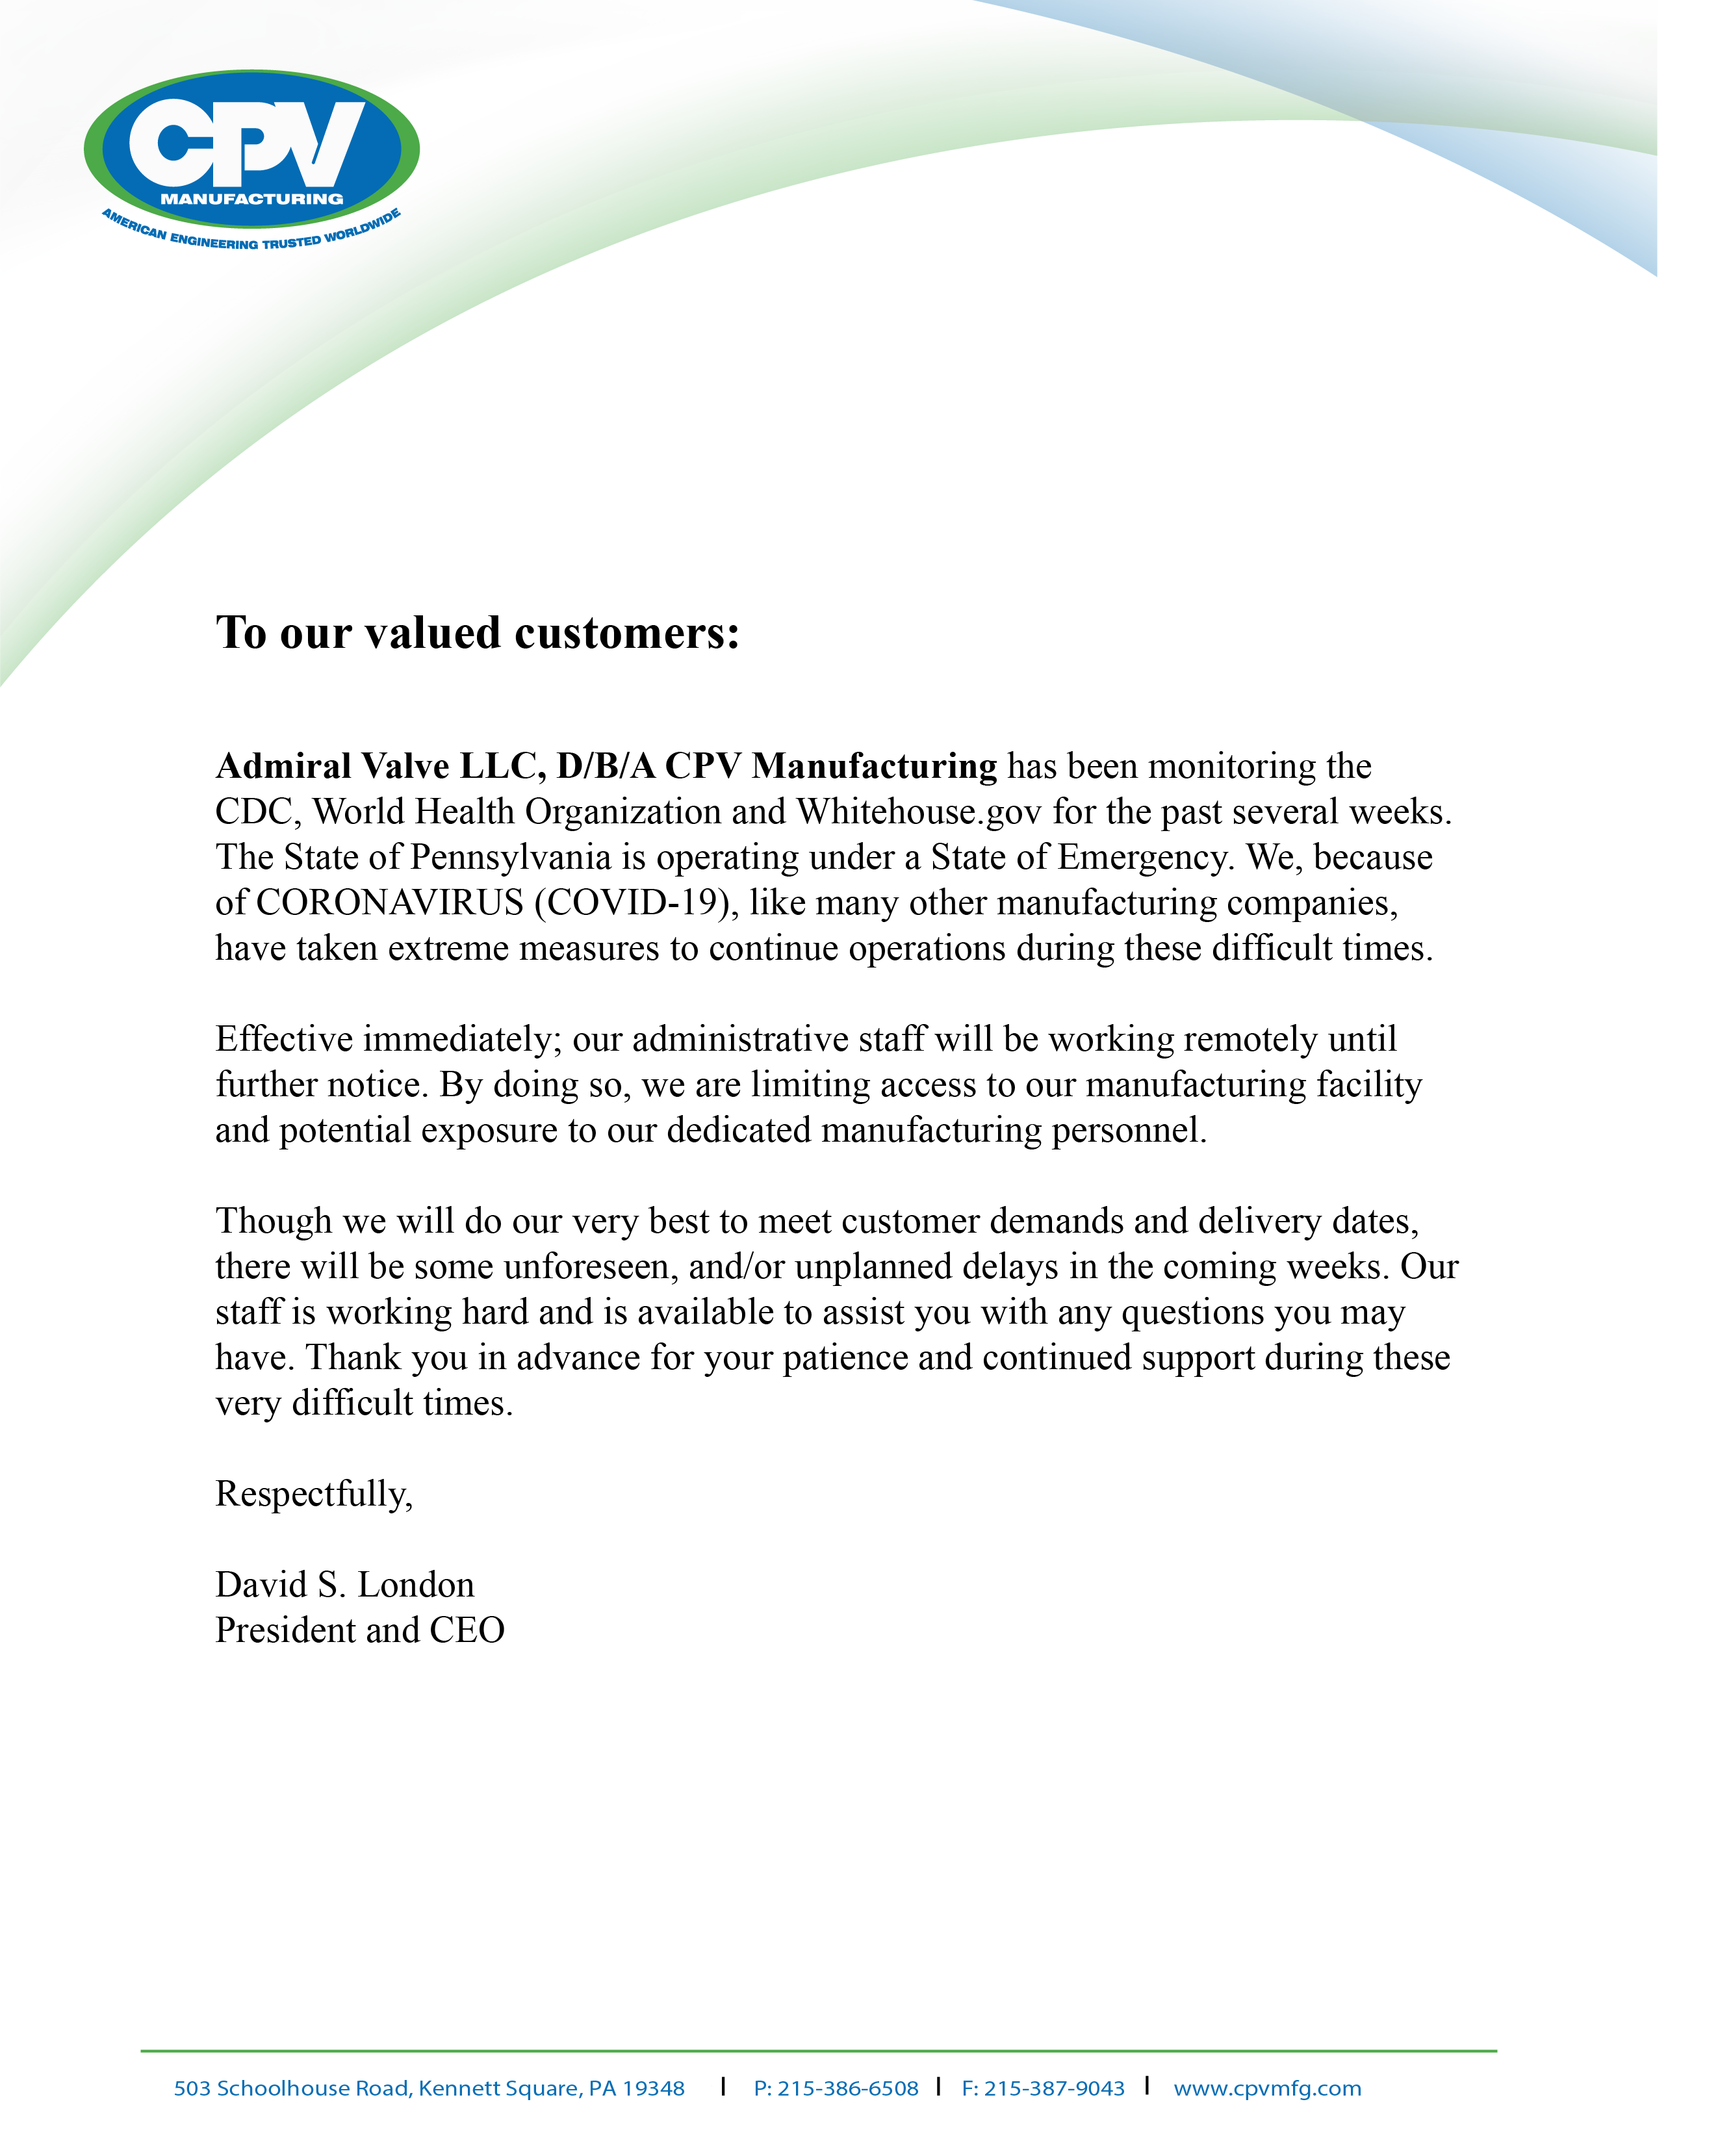 CPV
MANUFACTURING
AMERICAN ENGINEERING TRUSTED WORLDWIDE
To our valued customers:
Admiral Valve LLC, D/B/A CPV Manufacturing has been monitoring the
CDC, World Health Organization and Whitehouse.gov for the past several weeks.
The State of Pennsylvania is operating under a State of Emergency. We, because
of CORONAVIRUS (COVID-19), like many other manufacturing companies,
have taken extreme measures to continue operations during these difficult times.
Effective immediately; our administrative staff will be working remotely until
further notice. By doing so, we are limiting access to our manufacturing facility
and potential exposure to our dedicated manufacturing personnel.
Though we will do our very best to meet customer demands and delivery dates,
there will be some unforeseen, and/or unplanned delays in the coming weeks. Our
staff is working hard and is available to assist you with any questions you may
have. Thank you in advance for your patience and continued support during these
very difficult times.
Respectfully,
David S. London
President and CEO
503 Schoolhouse Road, Kennett Square, PA 19348 | P: 215-386-6508 | F: 215-387-9043 | www.cpvmfg.com